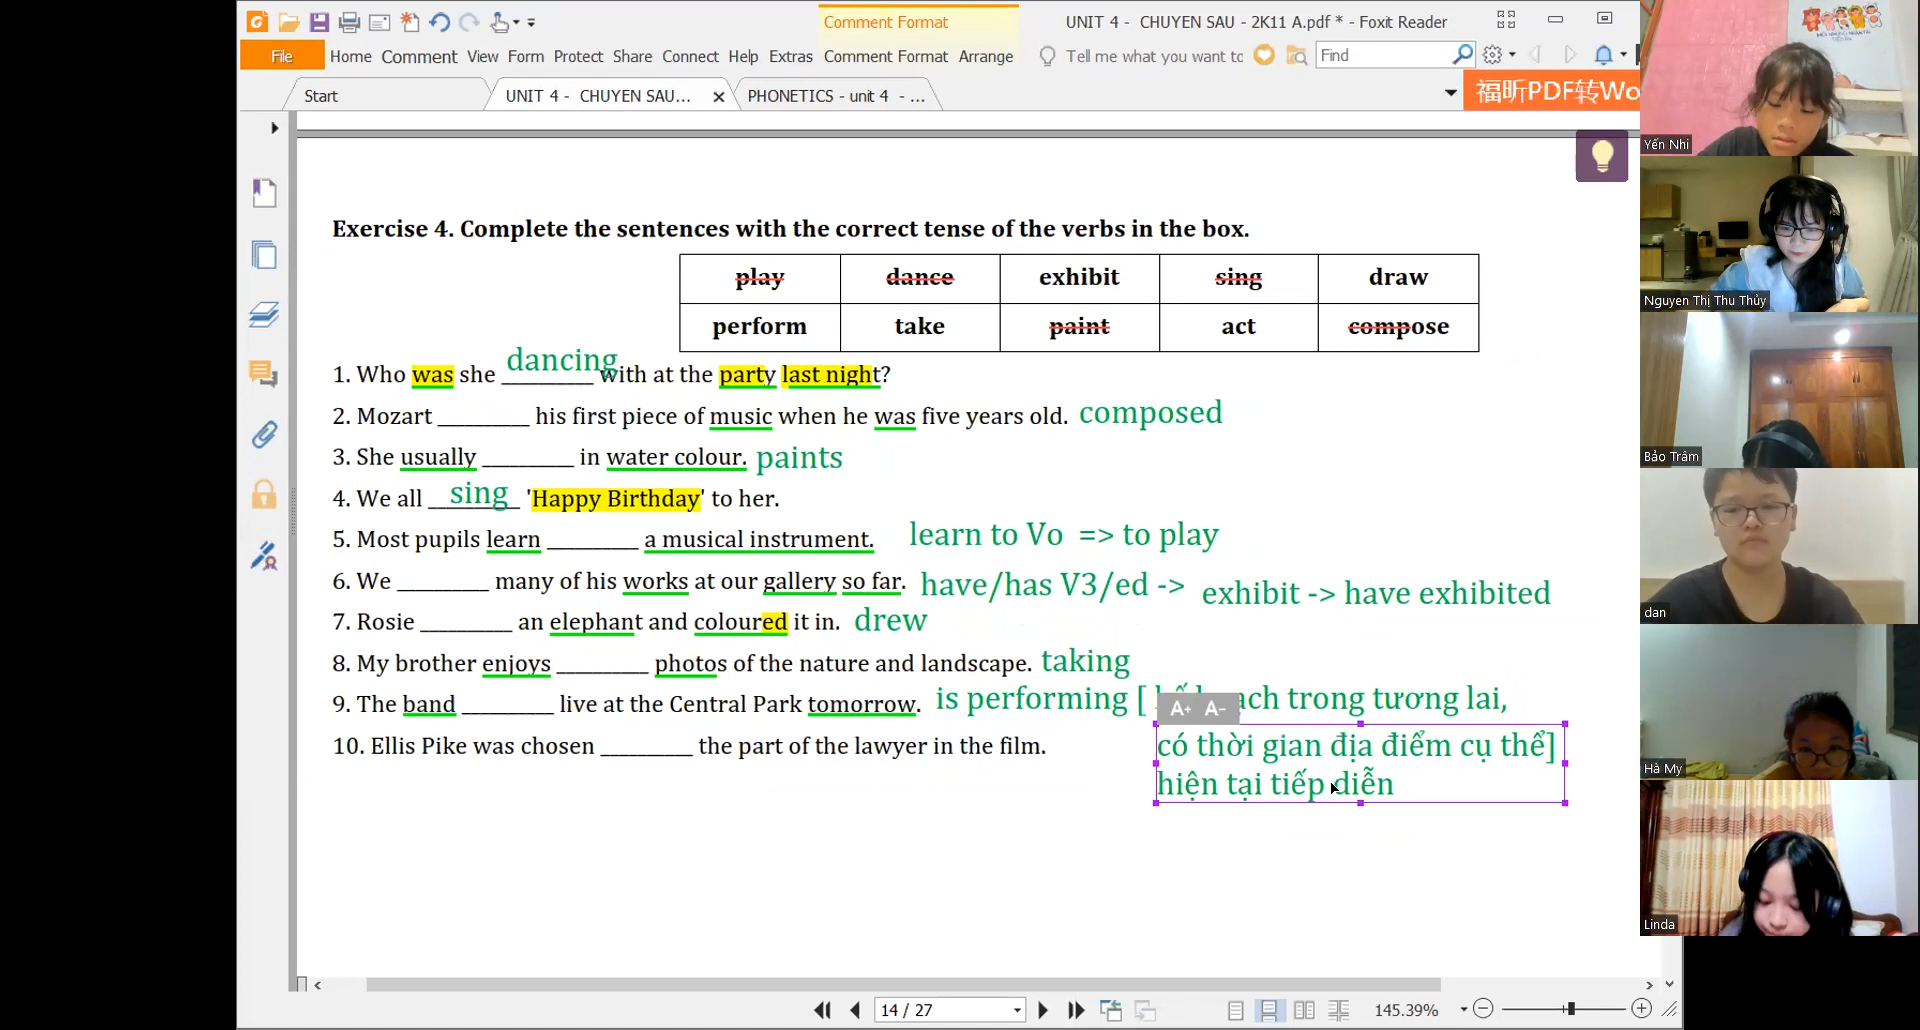 Comment Format
UNIT 4 - CHUYEN SAU - 2K11 A.pdf * - Foxit Reader
File Home Comment View Form Protect Share Connect Help Extras Comment Format Arrange Tell me what you want to Find
Start UNIT 4 - CHUYEN SAU... PHONETICS - unit 4 - ... 福昕PDF转Wo
Exercise 4. Complete the sentences with the correct tense of the verbs in the box.
play dance exhibit sing draw
perform take paint act compose
1. Who was she __________ with at the party last night?
dancing
2. Mozart __________ his first piece of music when he was five years old. composed
3. She usually __________ in water colour. paints
4. We all __________ 'Happy Birthday' to her.
sing
5. Most pupils learn __________ a musical instrument. learn to Vo => to play
6. We __________ many of his works at our gallery so far. have/has V3/ed -> exhibit -> have exhibited
7. Rosie __________ an elephant and coloured it in. drew
8. My brother enjoys __________ photos of the nature and landscape. taking
9. The band __________ live at the Central Park tomorrow. is performing [ trong tương lai,
A+ A-
10. Ellis Pike was chosen __________ the part of the lawyer in the film. có thời gian địa điểm cụ thể]
hiện tại tiếp diễn
14 / 27
145.39%
Yến Nhi
Nguyen Thị Thu Thủy
Bảo Trâm
dan
Hà My
Linda